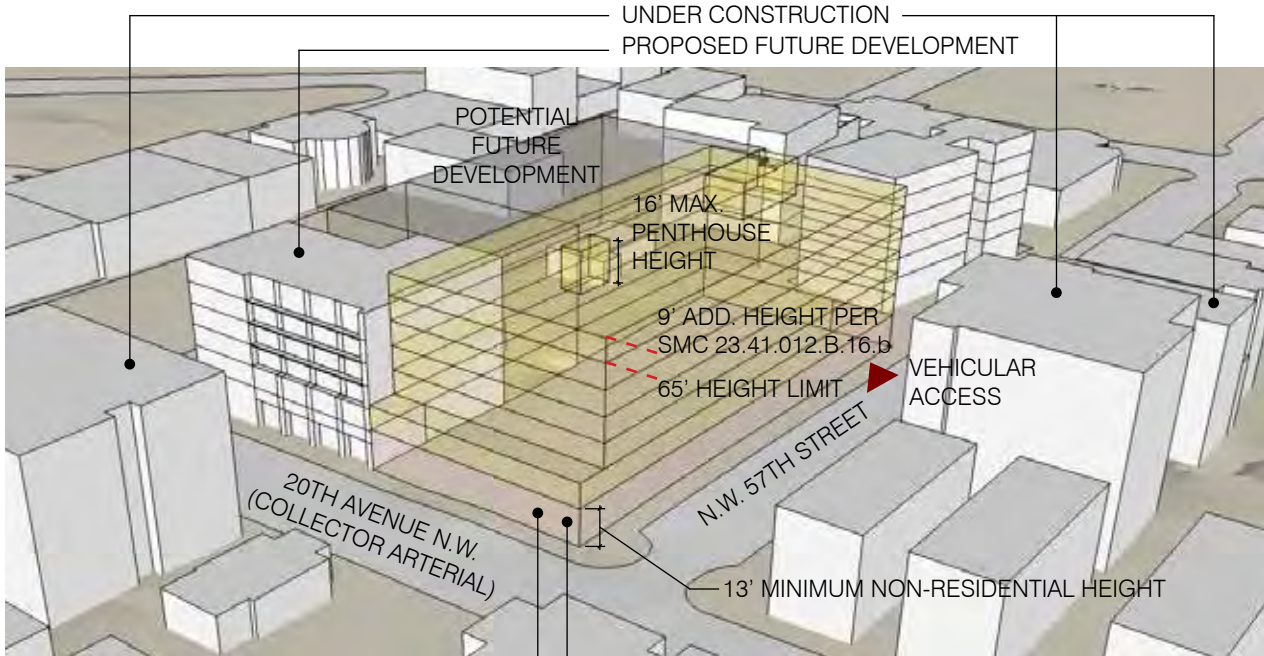 UNDER CONSTRUCTION
PROPOSED FUTURE DEVELOPMENT
POTENTIAL
FUTURE
DEVELOPMENT
16' MAX.
PENTHOUSE
HEIGHT
9' ADD. HEIGHT PER
SMC 23.41.012.B.16.b
65' HEIGHT LIMIT
VEHICULAR
ACCESS
N.W. 57TH STREET
20TH AVENUE N.W.
(COLLECTOR ARTERIAL)
13' MINIMUM NON-RESIDENTIAL HEIGHT